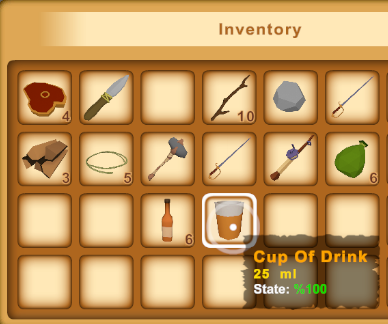 Inventory
4
10
3
5
6
6
Cup Of Drink
25 ml
State: %100